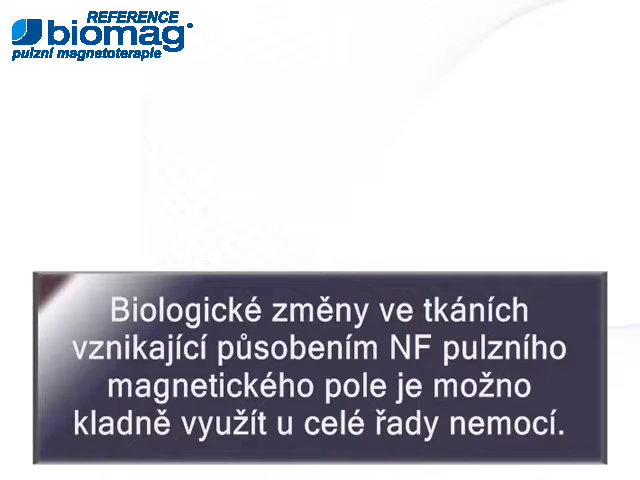 REFERENCE
biomag
pulzní magnetoterapie
Biologické změny ve tkáních
vznikající působením NF pulzního
magnetického pole je možno
kladně využít u celé řady nemocí.